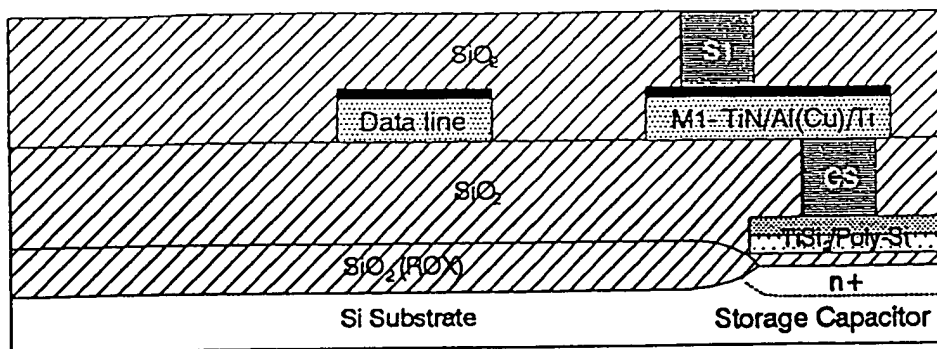 SiO₂
S1
Data line
M1-TiN/Al(Cu)/Ti
SiO₂
CS
TiSi₂/Poly-Si
SiO₂(ROX)
n+
Si Substrate
Storage Capacitor